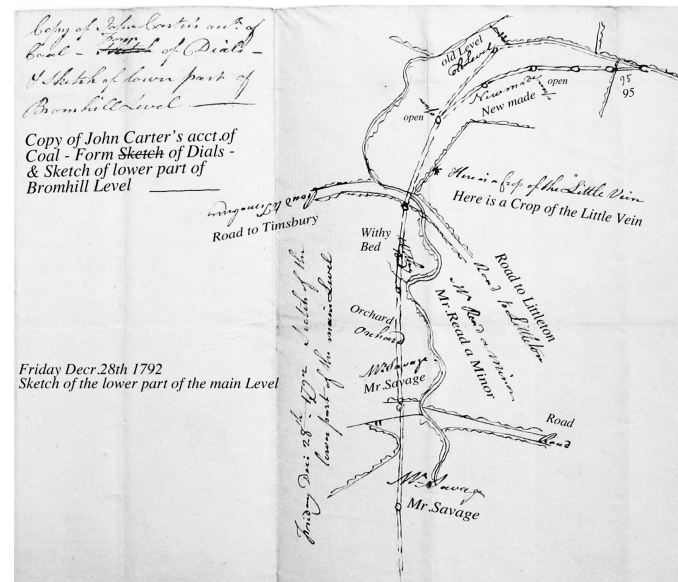 Copy of John Carter's acct. of
Coal - Form Sketch of Dials -
& Sketch of lower part of
Bromhill Level
Copy of John Carter's acct.of
Coal - Form Sketch of Dials -
& Sketch of lower part of
Bromhill Level
old Level
old Level
open
New made
New made
open
95
95
open
Here is a Crop of the Little Vein
Here is a Crop of the Little Vein
Road to Timsbury
Road to Timsbury
Withy
Bed
Road to Littleton
Road to Littleton
Mr Read a Minor
Mr.Read a Minor
Orchard
Orchard
Mr Savage
Mr.Savage
Friday Decr 28th 1792 Sketch of the
lower part of the main Level
Friday Decr.28th 1792
Sketch of the lower part of the main Level
Road
Road
Mr Savage
Mr.Savage